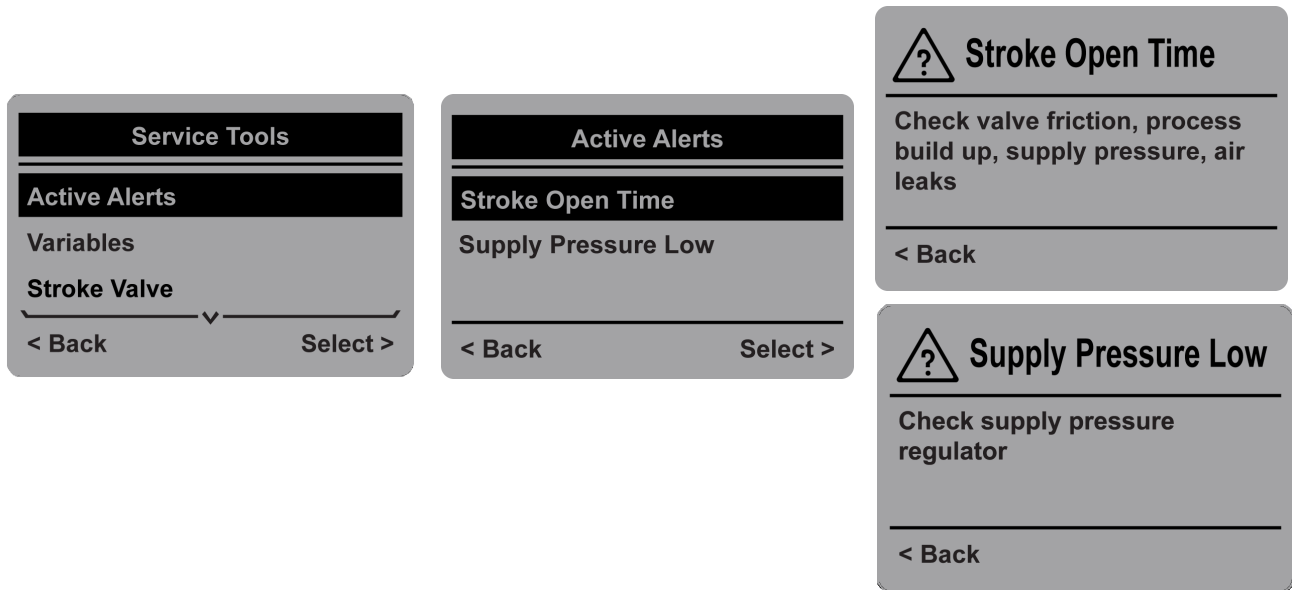 Service Tools
Active Alerts
Variables
Stroke Valve
< Back
Select >
Active Alerts
Stroke Open Time
Supply Pressure Low
< Back
Select >
? Stroke Open Time
Check valve friction, process
build up, supply pressure, air
leaks
< Back
? Supply Pressure Low
Check supply pressure
regulator
< Back